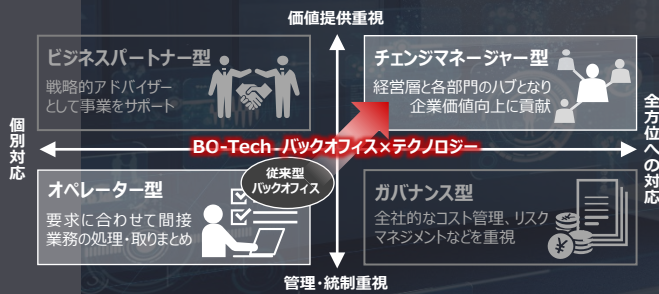 価値提供重視
ビジネスパートナー型
戦略的アドバイザー
として事業をサポート
チェンジマネージャー型
経営層と各部門のハブとなり
企業価値向上に貢献
個別対応
全方位への対応
BO-Tech バックオフィス×テクノロジー
従来型
バックオフィス
オペレーター型
要求に合わせて間接
業務の処理・取りまとめ
ガバナンス型
全社的なコスト管理、リスク
マネジメントなどを重視
¥
¥
管理・統制重視